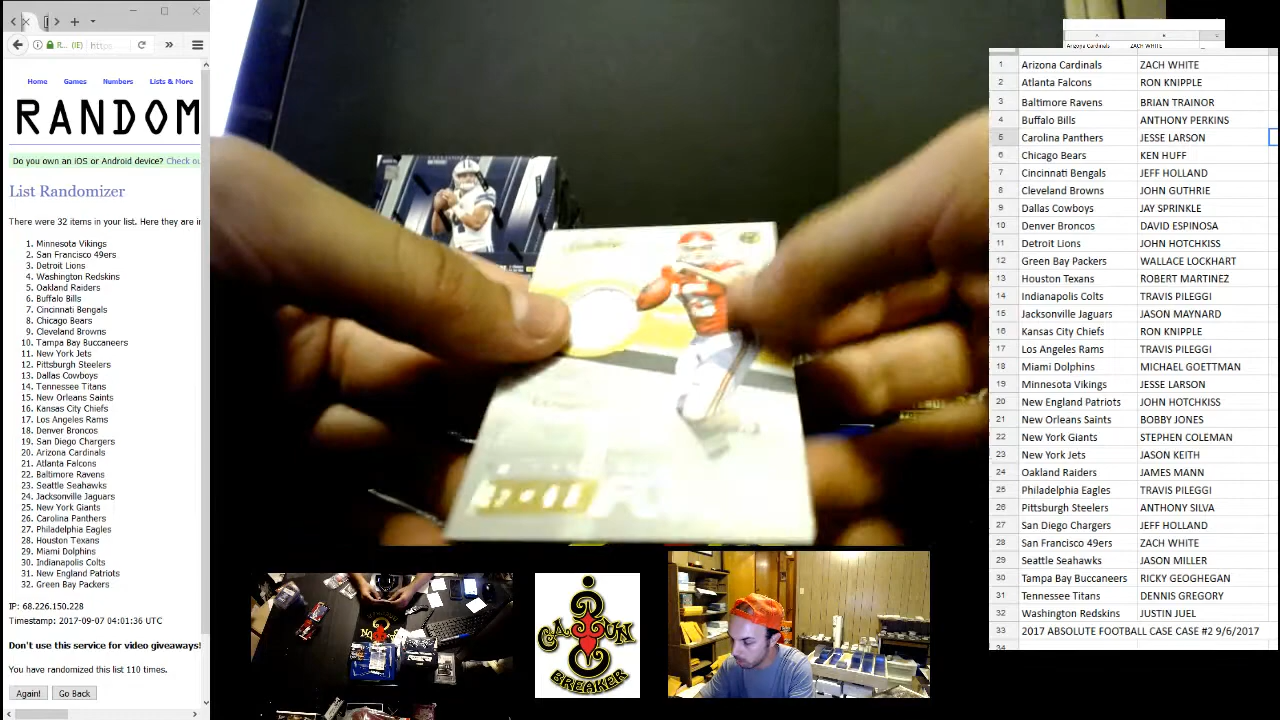 R... (IE)
https:
Home Games Numbers Lists & More
RANDOM
Do you own an iOS or Android device? Check ou
List Randomizer
There were 32 items in your list. Here they are i
1. Minnesota Vikings
2. San Francisco 49ers
3. Detroit Lions
4. Washington Redskins
5. Oakland Raiders
6. Buffalo Bills
7. Cincinnati Bengals
8. Chicago Bears
9. Cleveland Browns
10. Tampa Bay Buccaneers
11. New York Jets
12. Pittsburgh Steelers
13. Dallas Cowboys
14. Tennessee Titans
15. New Orleans Saints
16. Kansas City Chiefs
17. Los Angeles Rams
18. Denver Broncos
19. San Diego Chargers
20. Arizona Cardinals
21. Atlanta Falcons
22. Baltimore Ravens
23. Seattle Seahawks
24. Jacksonville Jaguars
25. New York Giants
26. Carolina Panthers
27. Philadelphia Eagles
28. Houston Texans
29. Miami Dolphins
30. Indianapolis Colts
31. New England Patriots
32. Green Bay Packers
IP: 68.226.150.228
Timestamp: 2017-09-07 04:01:36 UTC
Don't use this service for video giveaways!
You have randomized this list 110 times.
Again! Go Back
CAJUN
BREAKER
Arizona Cardinals ZACH WHITE
1 Arizona Cardinals ZACH WHITE
2 Atlanta Falcons RON KNIPPLE
3 Baltimore Ravens BRIAN TRAINOR
4 Buffalo Bills ANTHONY PERKINS
5 Carolina Panthers JESSE LARSON
6 Chicago Bears KEN HUFF
7 Cincinnati Bengals JEFF HOLLAND
8 Cleveland Browns JOHN GUTHRIE
9 Dallas Cowboys JAY SPRINKLE
10 Denver Broncos DAVID ESPINOSA
11 Detroit Lions JOHN HOTCHKISS
12 Green Bay Packers WALLACE LOCKHART
13 Houston Texans ROBERT MARTINEZ
14 Indianapolis Colts TRAVIS PILEGGI
15 Jacksonville Jaguars JASON MAYNARD
16 Kansas City Chiefs RON KNIPPLE
17 Los Angeles Rams TRAVIS PILEGGI
18 Miami Dolphins MICHAEL GOETTMAN
19 Minnesota Vikings JESSE LARSON
20 New England Patriots JOHN HOTCHKISS
21 New Orleans Saints BOBBY JONES
22 New York Giants STEPHEN COLEMAN
23 New York Jets JASON KEITH
24 Oakland Raiders JAMES MANN
25 Philadelphia Eagles TRAVIS PILEGGI
26 Pittsburgh Steelers ANTHONY SILVA
27 San Diego Chargers JEFF HOLLAND
28 San Francisco 49ers ZACH WHITE
29 Seattle Seahawks JASON MILLER
30 Tampa Bay Buccaneers RICKY GEOGHEGAN
31 Tennessee Titans DENNIS GREGORY
32 Washington Redskins JUSTIN JUEL
33 2017 ABSOLUTE FOOTBALL CASE CASE #2 9/6/2017